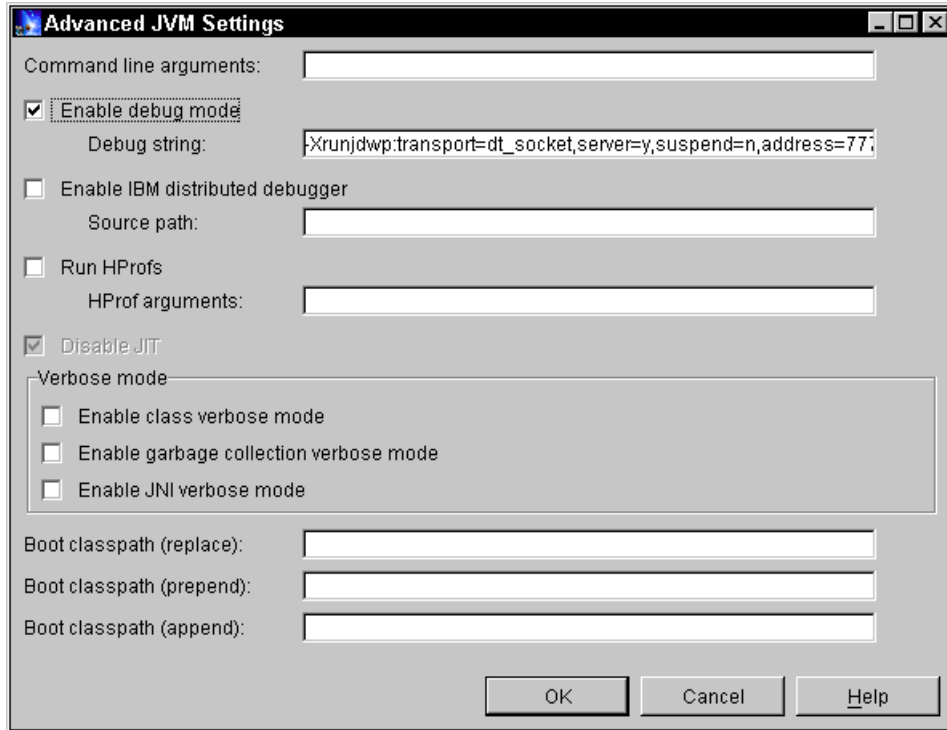 Advanced JVM Settings
Command line arguments:
Enable debug mode
Debug string: -Xrunjdwp:transport=dt_socket,server=y,suspend=n,address=777
Enable IBM distributed debugger
Source path:
Run HProfs
HProf arguments:
Disable JIT
Verbose mode
Enable class verbose mode
Enable garbage collection verbose mode
Enable JNI verbose mode
Boot classpath (replace):
Boot classpath (prepend):
Boot classpath (append):
OK Cancel Help